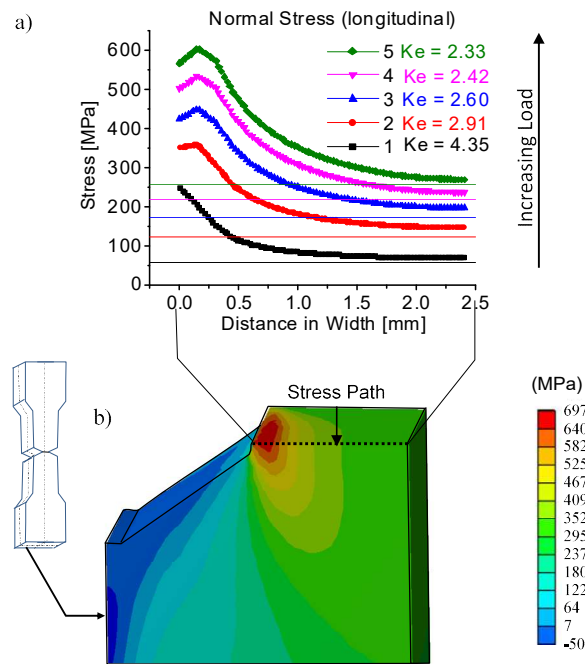 a)
Normal Stress (longitudinal)
Stress [MPa]
600
500
400
300
200
100
0
5 Ke = 2.33
4 Ke = 2.42
3 Ke = 2.60
2 Ke = 2.91
1 Ke = 4.35
Increasing Load
0.0 0.5 1.0 1.5 2.0 2.5
Distance in Width [mm]
b)
Stress Path
(MPa)
697
640
582
525
467
410
352
295
237
180
122
64
7
-50